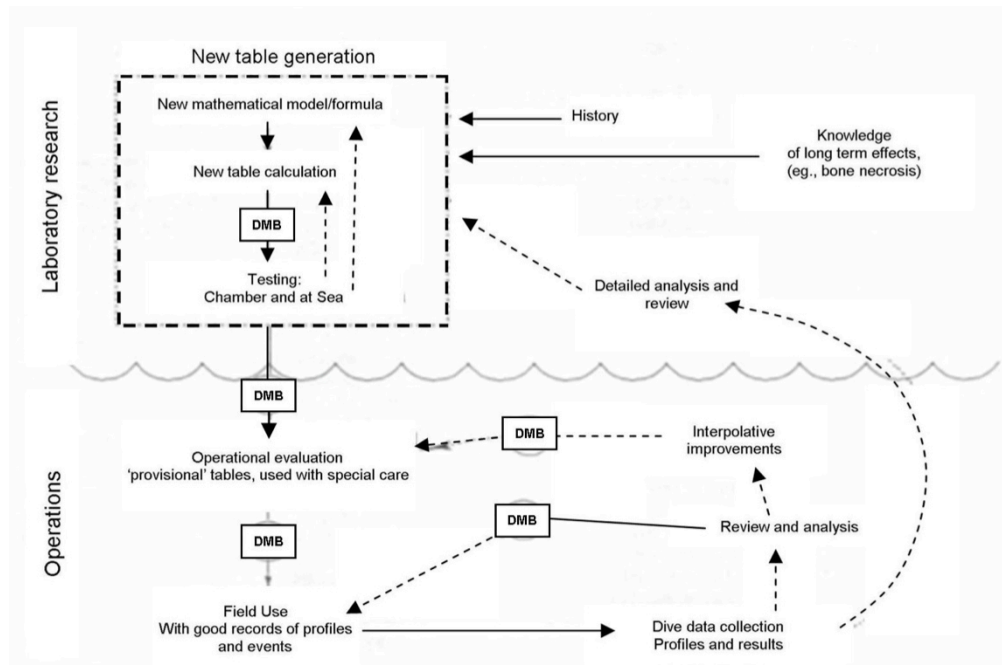 New table generation
Laboratory research
New mathematical model/formula
History
Knowledge
of long term effects,
(eg., bone necrosis)
New table calculation
DMB
Testing:
Chamber and at Sea
Detailed analysis and
review
DMB
Operations
Operational evaluation
'provisional' tables, used with special care
DMB
Interpolative
improvements
DMB
DMB
Review and analysis
Field Use
With good records of profiles
and events
Dive data collection
Profiles and results